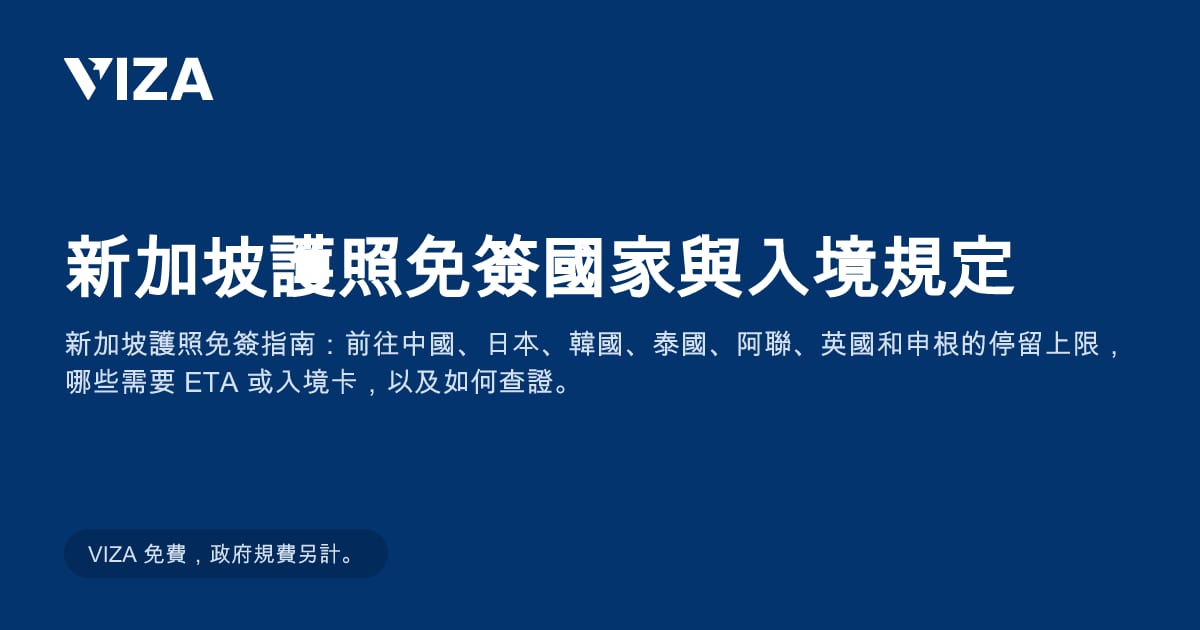 VIZA
新加坡護照免簽國家與入境規定
新加坡護照免簽指南：前往中國、日本、韓國、泰國、阿聯、英國和申根的停留上限，
哪些需要 ETA 或入境卡，以及如何查證。
VIZA 免費，政府規費另計。